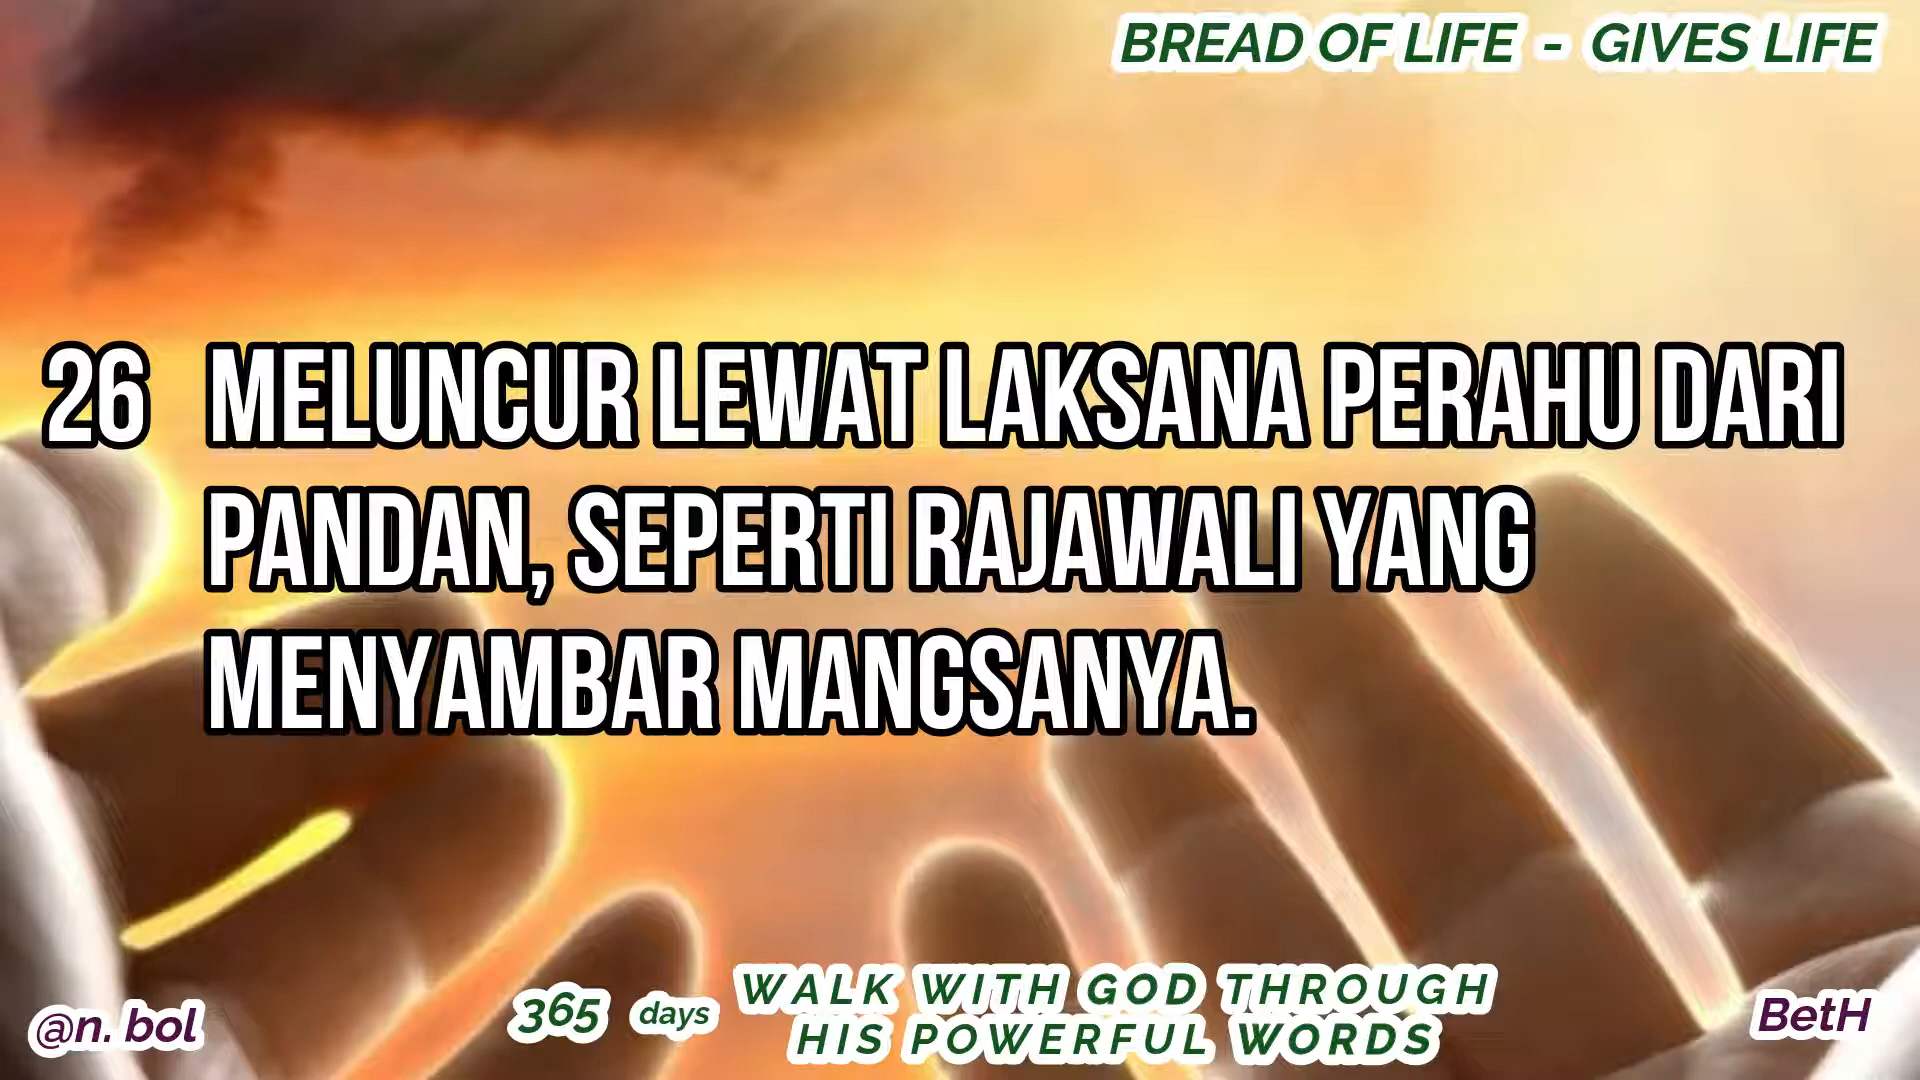 BREAD OF LIFE - GIVES LIFE
26 MELUNCUR LEWAT LAKSANA PERAHU DARI
PANDAN, SEPERTI RAJAWALI YANG
MENYAMBAR MANGSANYA.
@n. bol
365 days
WALK WITH GOD THROUGH
HIS POWERFUL WORDS
BetH